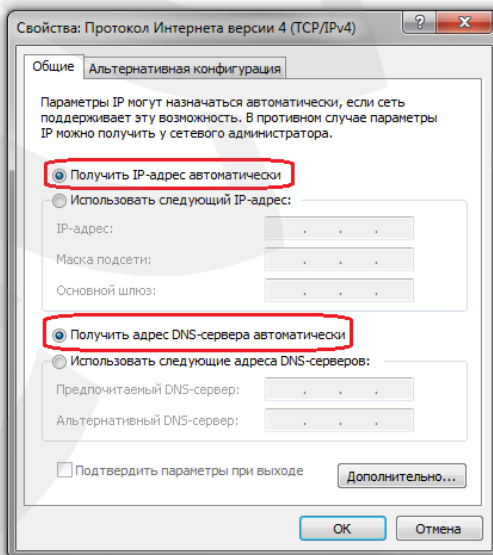 Свойства: Протокол Интернета версии 4 (TCP/IPv4)
Общие
Альтернативная конфигурация
Параметры IP могут назначаться автоматически, если сеть
поддерживает эту возможность. В противном случае параметры
IP можно получить у сетевого администратора.
Получить IP-адрес автоматически
Использовать следующий IP-адрес:
IP-адрес:
Маска подсети:
Основной шлюз:
Получить адрес DNS-сервера автоматически
Использовать следующие адреса DNS-серверов:
Предпочитаемый DNS-сервер:
Альтернативный DNS-сервер:
Подтвердить параметры при выходе
Дополнительно...
ОК
Отмена